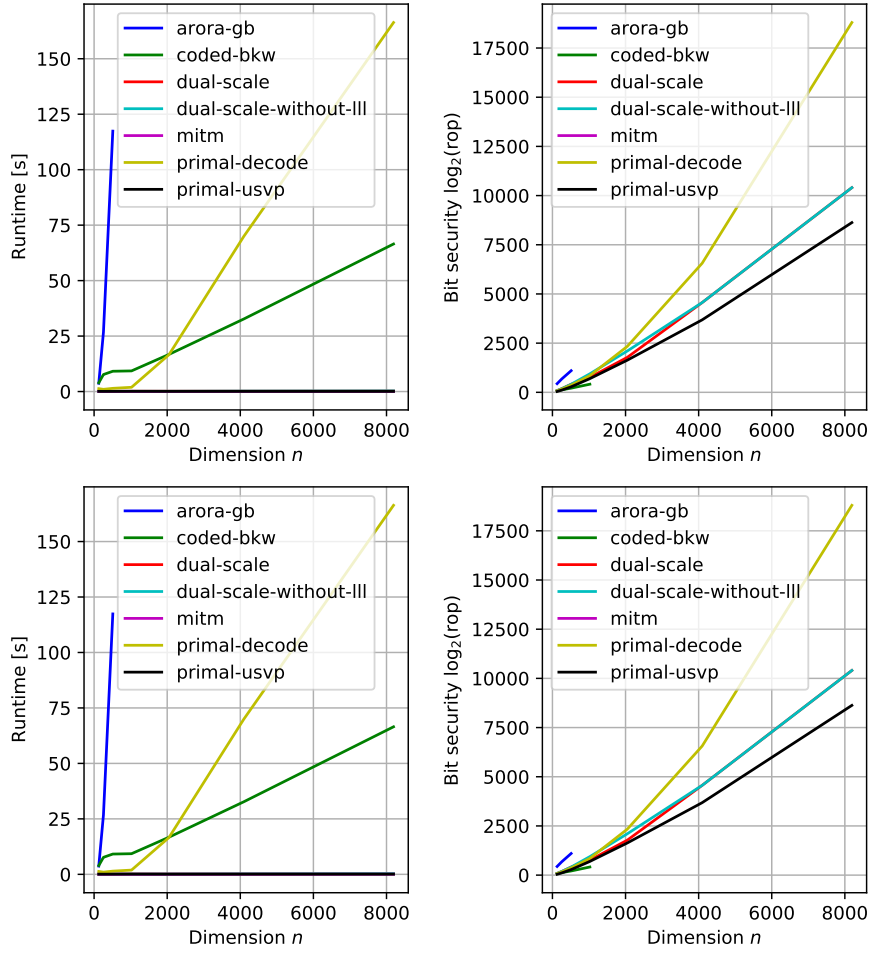 Runtime [s]
150
125
100
75
50
25
0
arora-gb
coded-bkw
dual-scale
dual-scale-without-lll
mitm
primal-decode
primal-usvp
0
2000
4000
6000
8000
Dimension n
Bit security log2(rop)
17500
15000
12500
10000
7500
5000
2500
0
arora-gb
coded-bkw
dual-scale
dual-scale-without-lll
mitm
primal-decode
primal-usvp
0
2000
4000
6000
8000
Dimension n
Runtime [s]
150
125
100
75
50
25
0
arora-gb
coded-bkw
dual-scale
dual-scale-without-lll
mitm
primal-decode
primal-usvp
0
2000
4000
6000
8000
Dimension n
Bit security log2(rop)
17500
15000
12500
10000
7500
5000
2500
0
arora-gb
coded-bkw
dual-scale
dual-scale-without-lll
mitm
primal-decode
primal-usvp
0
2000
4000
6000
8000
Dimension n